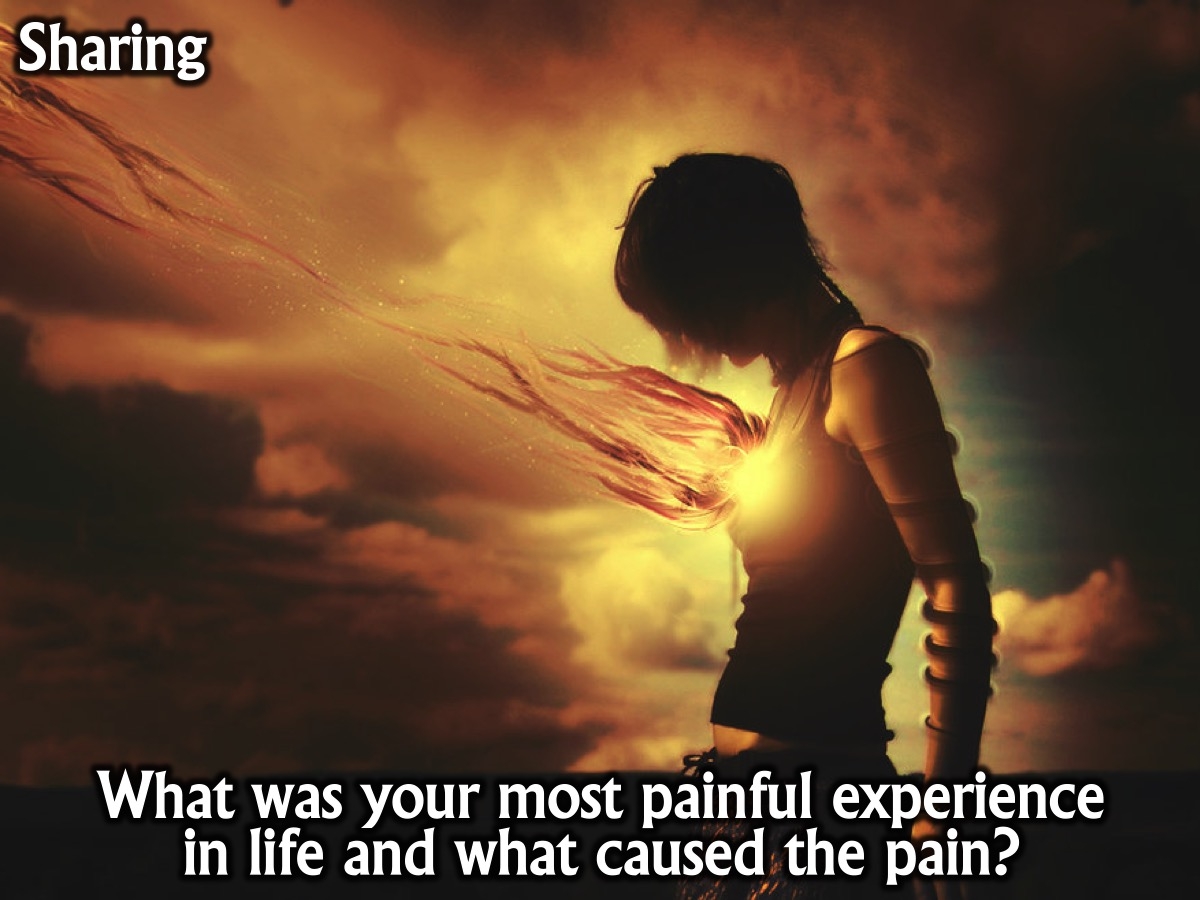 Sharing
What was your most painful experience
in life and what caused the pain?